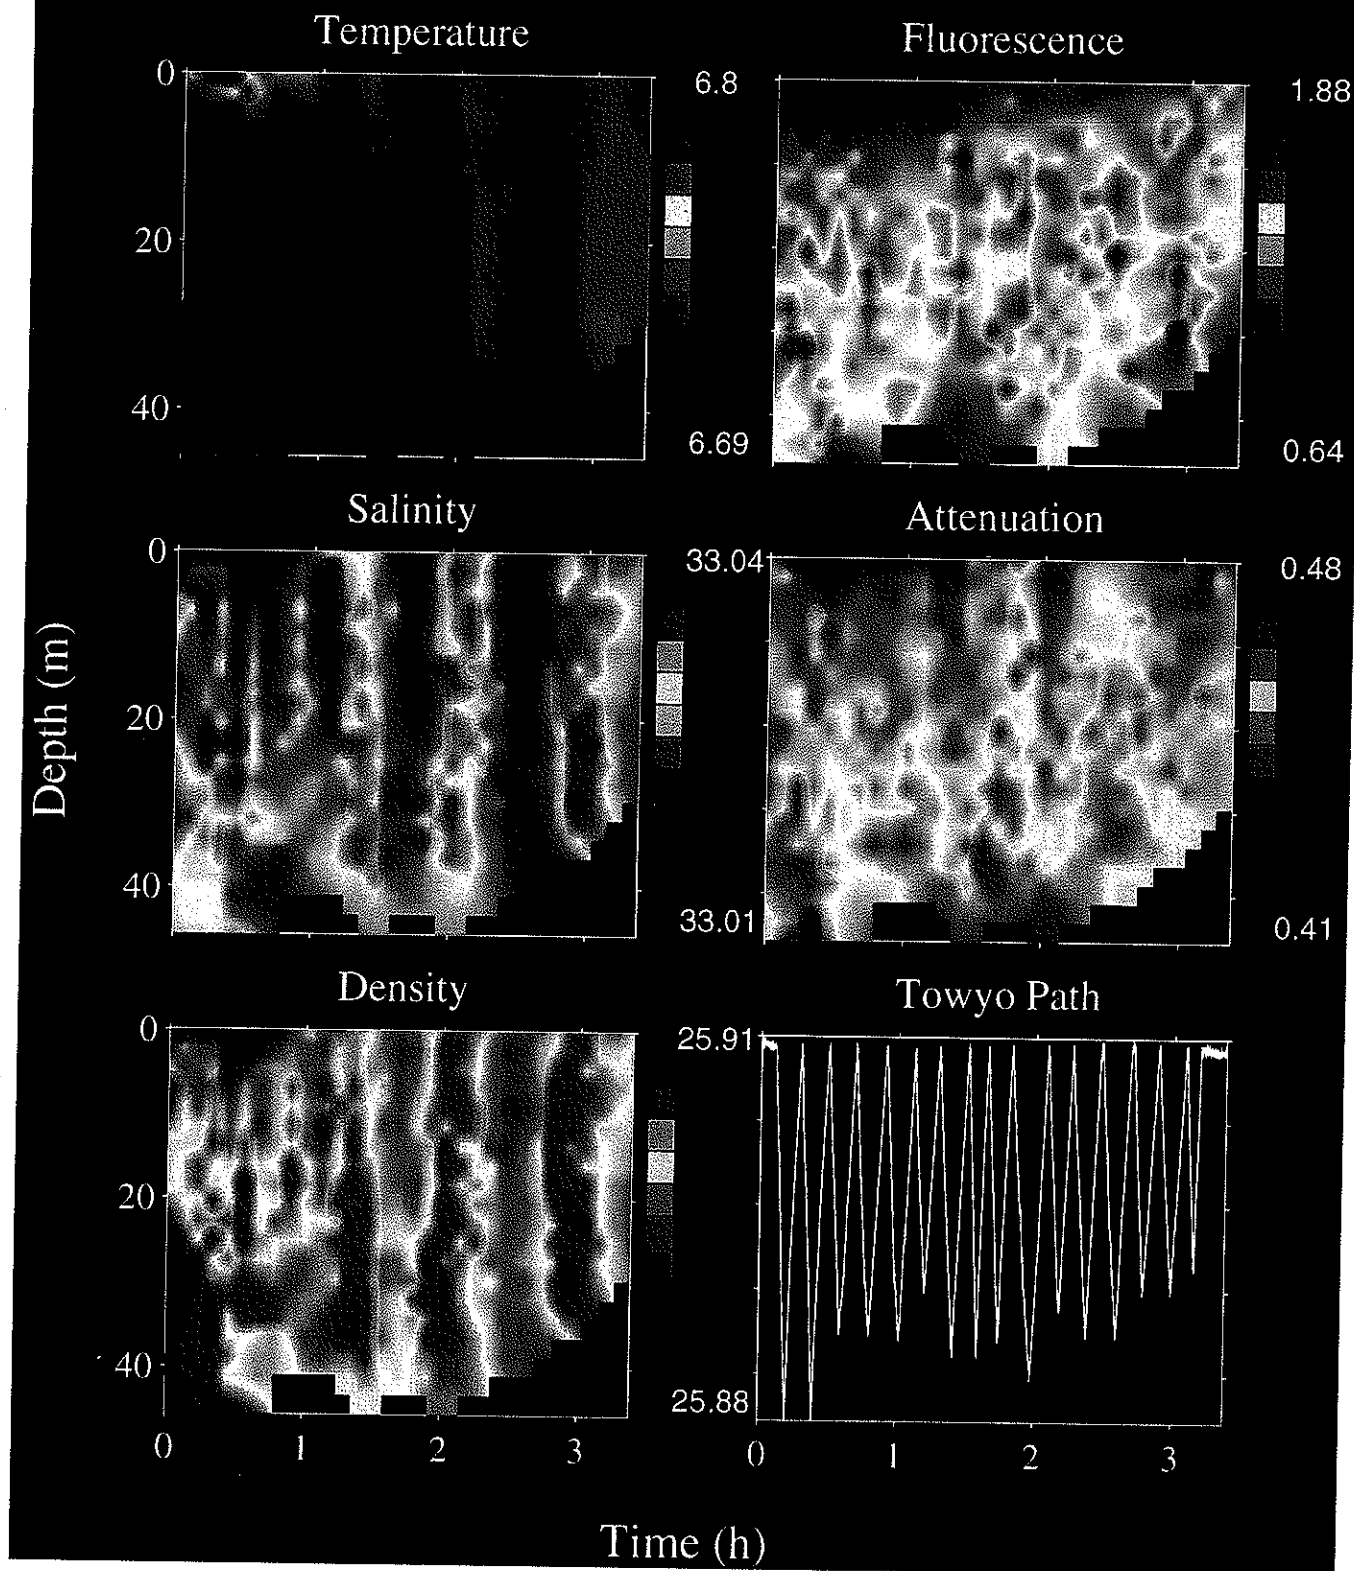 Temperature
Fluorescence
0
20
40
6.8
6.69
1.88
0.64
Salinity
Attenuation
0
20
40
33.04
33.01
0.48
0.41
Depth (m)
Density
Towyo Path
0
20
40
25.91
25.88
0 1 2 3
0 1 2 3
Time (h)